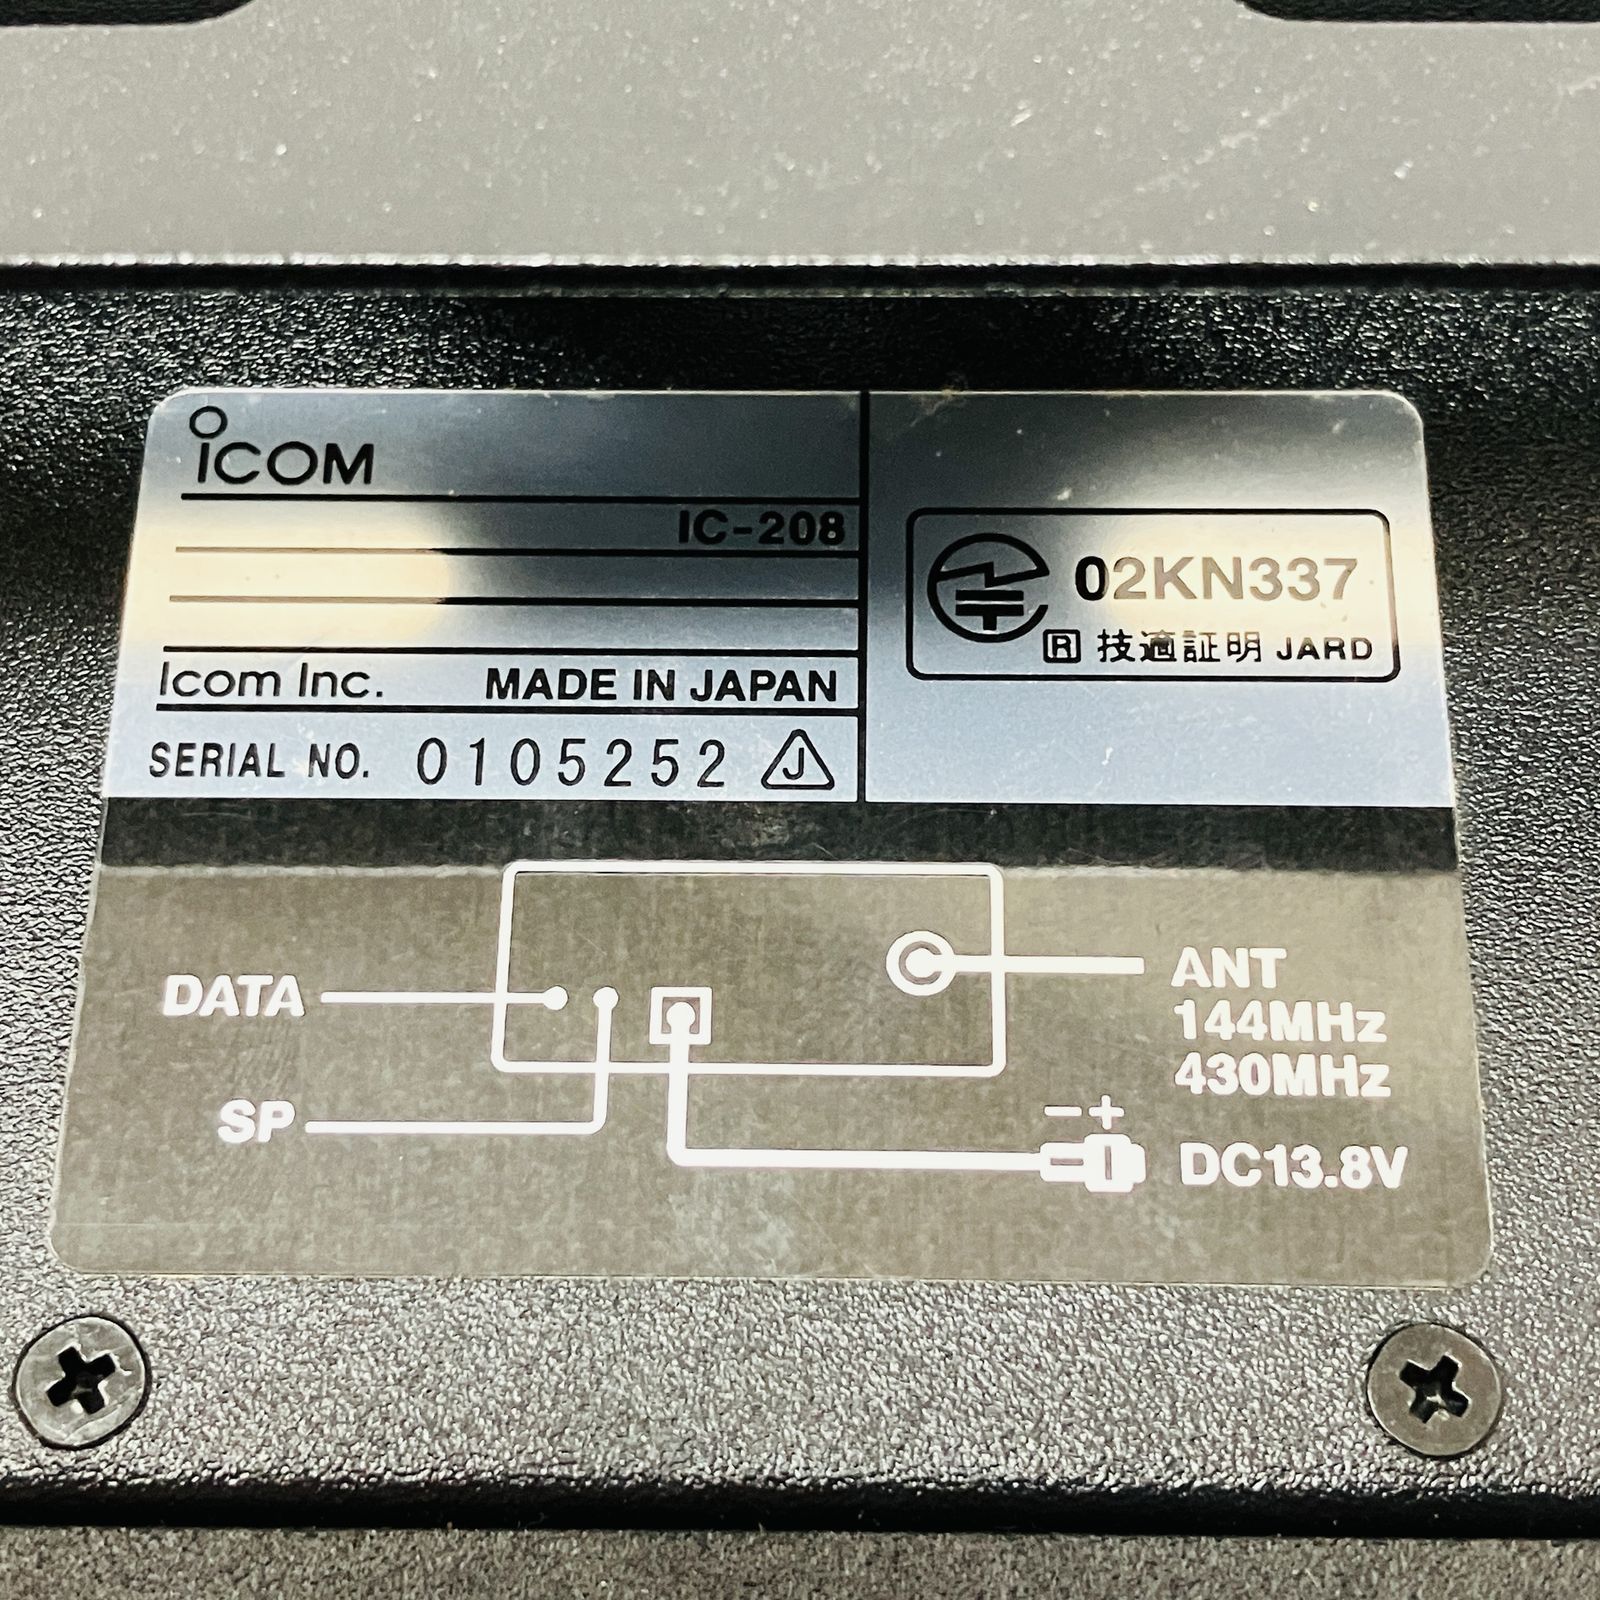 ICOM
IC-208
Icom Inc. MADE IN JAPAN
SERIAL NO. 0105252 J
02KN337
R 技適証明 JARD
DATA
SP
ANT
144MHz
430MHz
- +
DC13.8V